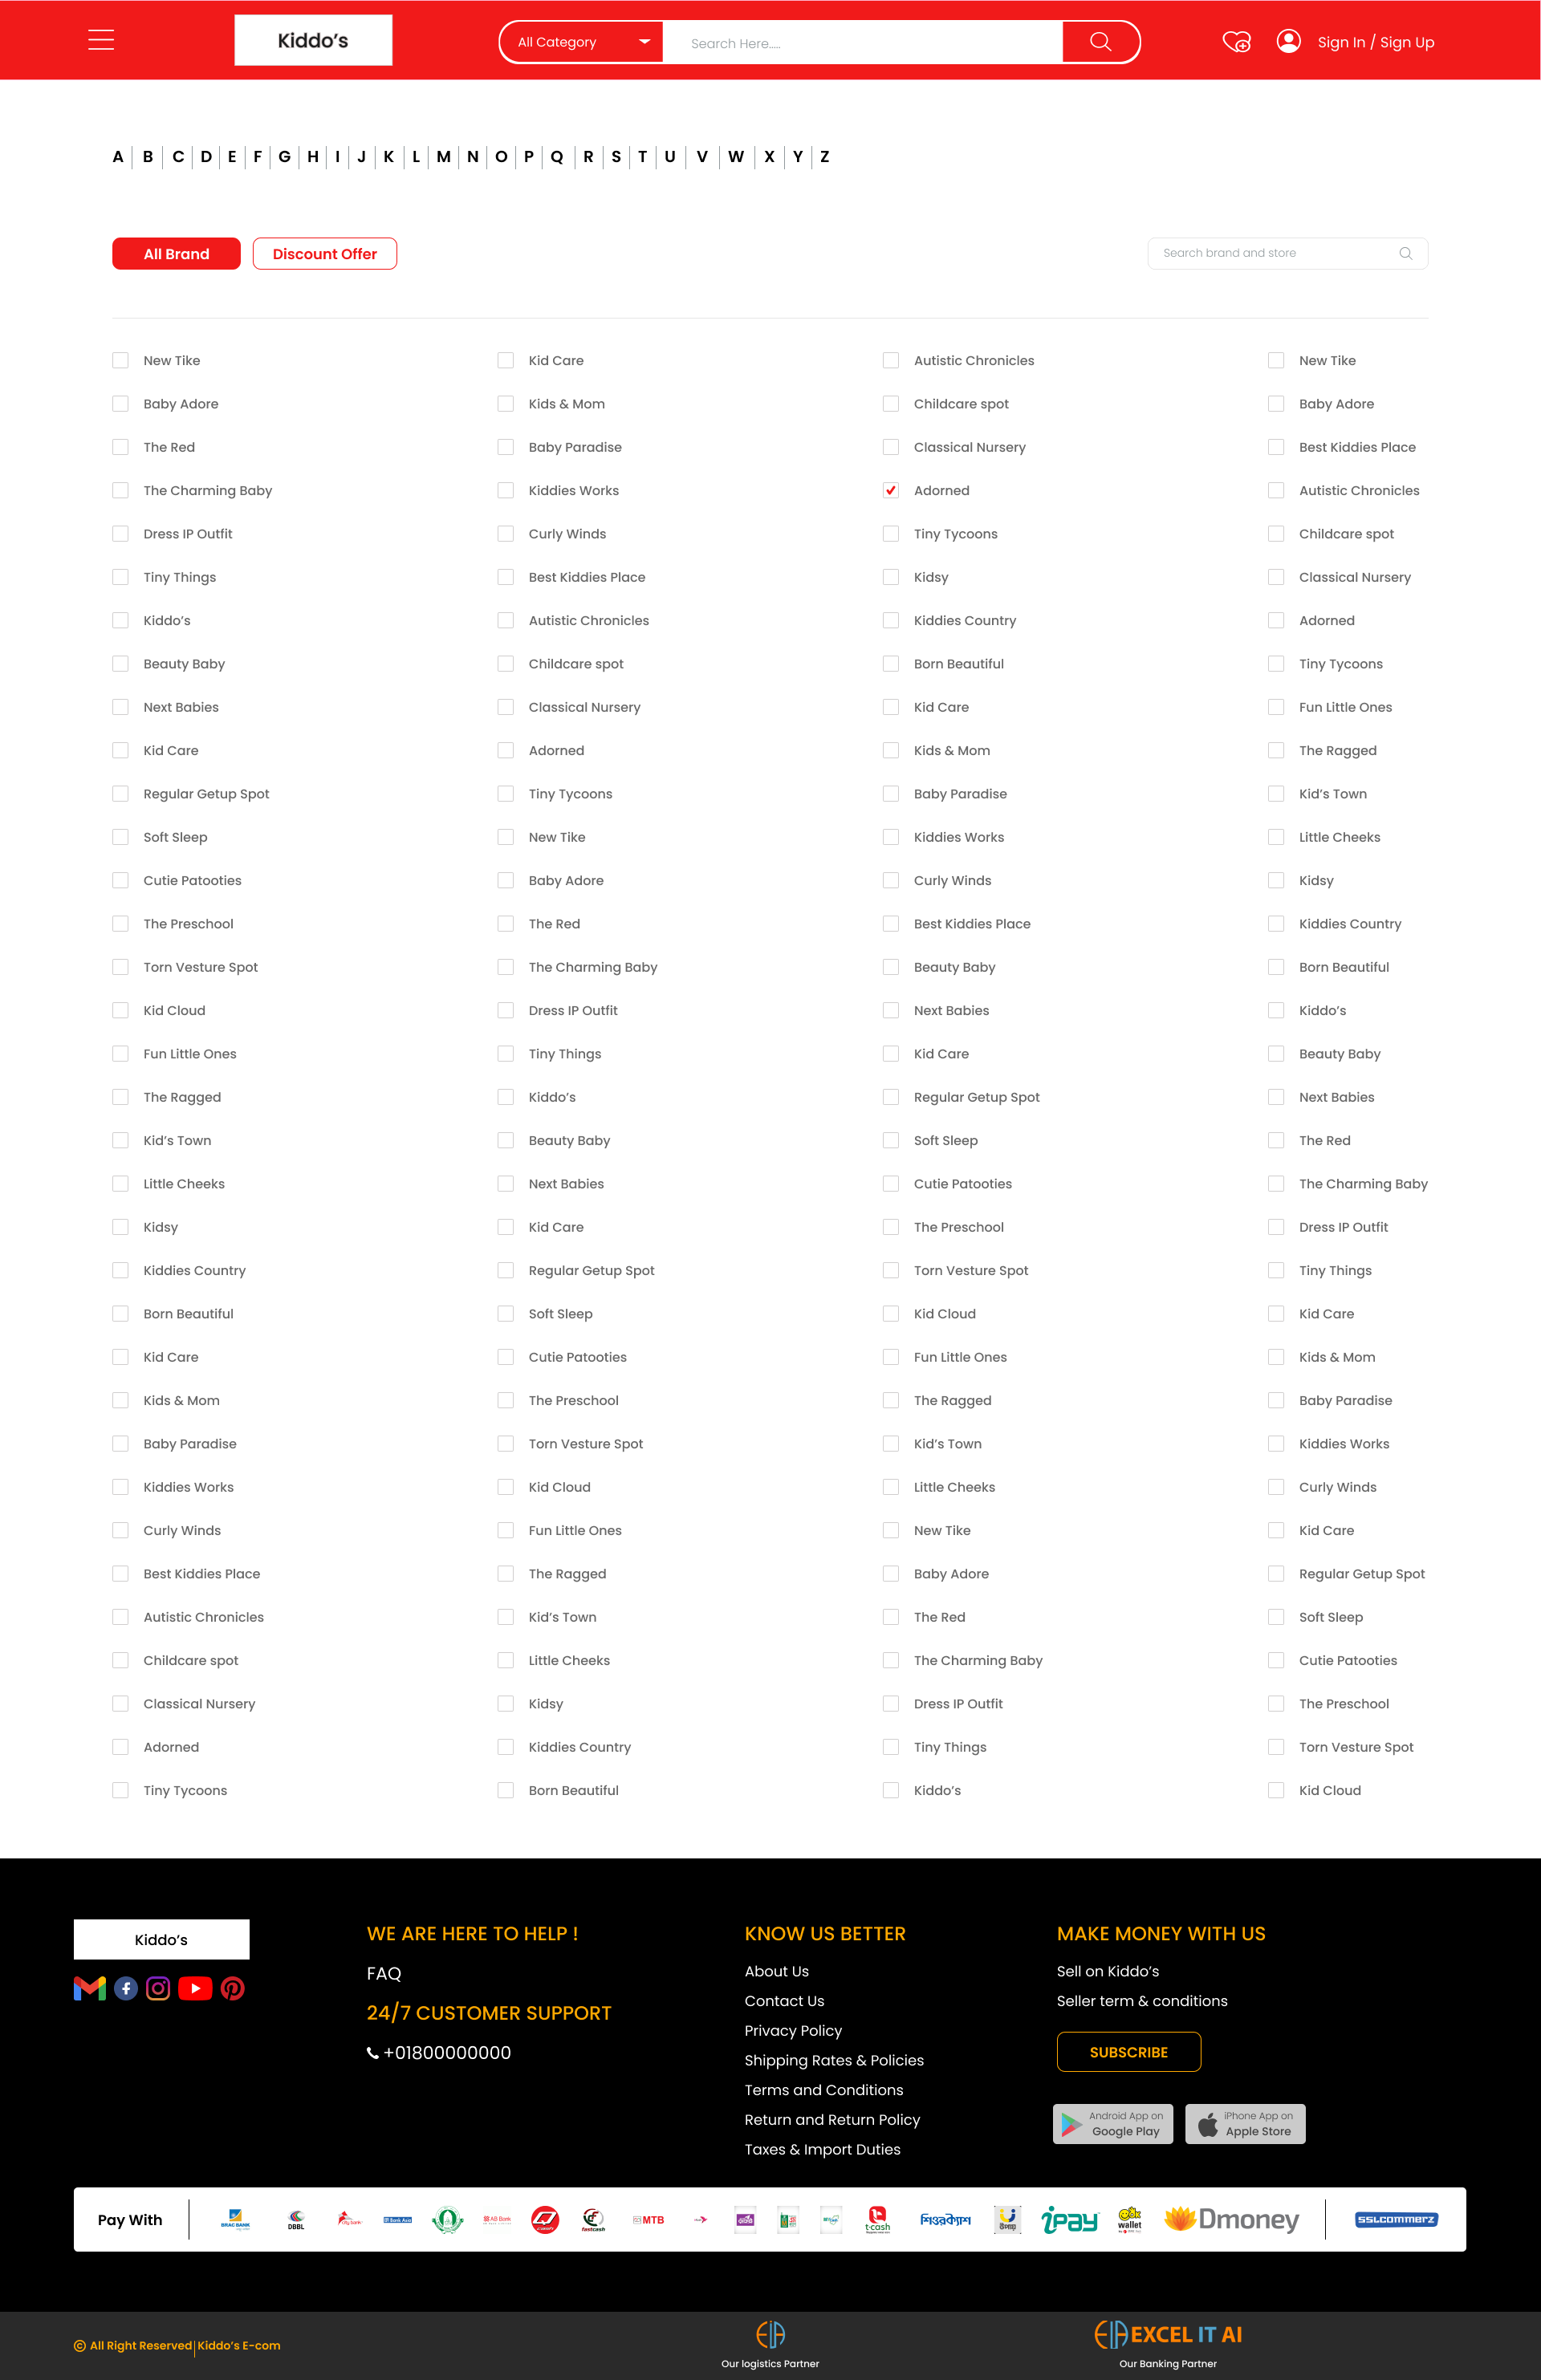 Kiddo’s
All Category
Search Here.....
Sign In / Sign Up
A B C D E F G H I J K L M N O P Q R S T U V W X Y Z
All Brand
Discount Offer
Search brand and store
New Tike
Baby Adore
The Red
The Charming Baby
Dress IP Outfit
Tiny Things
Kiddo’s
Beauty Baby
Next Babies
Kid Care
Regular Getup Spot
Soft Sleep
Cutie Patooties
The Preschool
Torn Vesture Spot
Kid Cloud
Fun Little Ones
The Ragged
Kid’s Town
Little Cheeks
Kidsy
Kiddies Country
Born Beautiful
Kid Care
Kids & Mom
Baby Paradise
Kiddies Works
Curly Winds
Best Kiddies Place
Autistic Chronicles
Childcare spot
Classical Nursery
Adorned
Tiny Tycoons
Kid Care
Kids & Mom
Baby Paradise
Kiddies Works
Curly Winds
Best Kiddies Place
Autistic Chronicles
Childcare spot
Classical Nursery
Adorned
Tiny Tycoons
New Tike
Baby Adore
The Red
The Charming Baby
Dress IP Outfit
Tiny Things
Kiddo’s
Beauty Baby
Next Babies
Kid Care
Regular Getup Spot
Soft Sleep
Cutie Patooties
The Preschool
Torn Vesture Spot
Kid Cloud
Fun Little Ones
The Ragged
Kid’s Town
Little Cheeks
Kidsy
Kiddies Country
Born Beautiful
Autistic Chronicles
Childcare spot
Classical Nursery
Adorned
Tiny Tycoons
Kidsy
Kiddies Country
Born Beautiful
Kid Care
Kids & Mom
Baby Paradise
Kiddies Works
Curly Winds
Best Kiddies Place
Beauty Baby
Next Babies
Kid Care
Regular Getup Spot
Soft Sleep
Cutie Patooties
The Preschool
Torn Vesture Spot
Kid Cloud
Fun Little Ones
The Ragged
Kid’s Town
Little Cheeks
New Tike
Baby Adore
The Red
The Charming Baby
Dress IP Outfit
Tiny Things
Kiddo’s
New Tike
Baby Adore
Best Kiddies Place
Autistic Chronicles
Childcare spot
Classical Nursery
Adorned
Tiny Tycoons
Fun Little Ones
The Ragged
Kid’s Town
Little Cheeks
Kidsy
Kiddies Country
Born Beautiful
Kiddo’s
Beauty Baby
Next Babies
The Red
The Charming Baby
Dress IP Outfit
Tiny Things
Kid Care
Kids & Mom
Baby Paradise
Kiddies Works
Curly Winds
Kid Care
Regular Getup Spot
Soft Sleep
Cutie Patooties
The Preschool
Torn Vesture Spot
Kid Cloud
Kiddo’s
WE ARE HERE TO HELP !
FAQ
24/7 CUSTOMER SUPPORT
+01800000000
KNOW US BETTER
About Us
Contact Us
Privacy Policy
Shipping Rates & Policies
Terms and Conditions
Return and Return Policy
Taxes & Import Duties
MAKE MONEY WITH US
Sell on Kiddo’s
Seller term & conditions
SUBSCRIBE
Android App on
Google Play
iPhone App on
Apple Store
Pay With
BRAC BANK
DBBL
Bank Asia
AB Bank
fastcash
MTB
t-cash
শিওরক্যাশ
উপায়
ipay
ok
wallet
Dmoney
SSLCOMMERZ
© All Right Reserved | Kiddo’s E-com
Our logistics Partner
EXCEL IT AI
Our Banking Partner